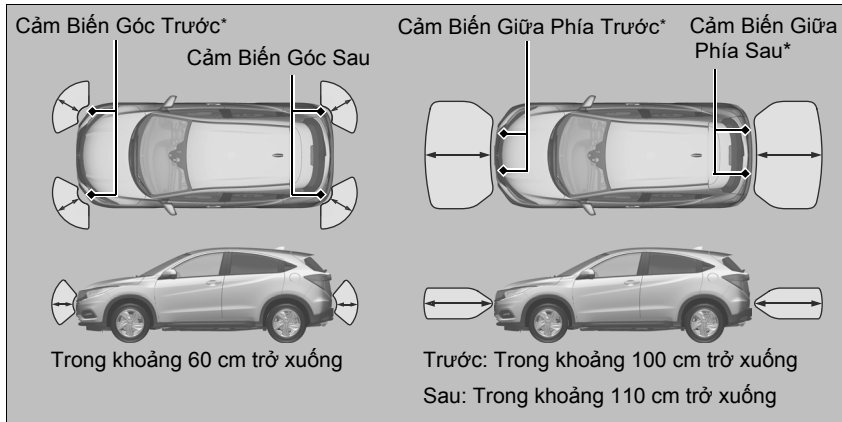 Cảm Biến Góc Trước*
Cảm Biến Góc Sau
Trong khoảng 60 cm trở xuống
Cảm Biến Giữa Phía Trước*
Cảm Biến Giữa
Phía Sau*
Trước: Trong khoảng 100 cm trở xuống
Sau: Trong khoảng 110 cm trở xuống